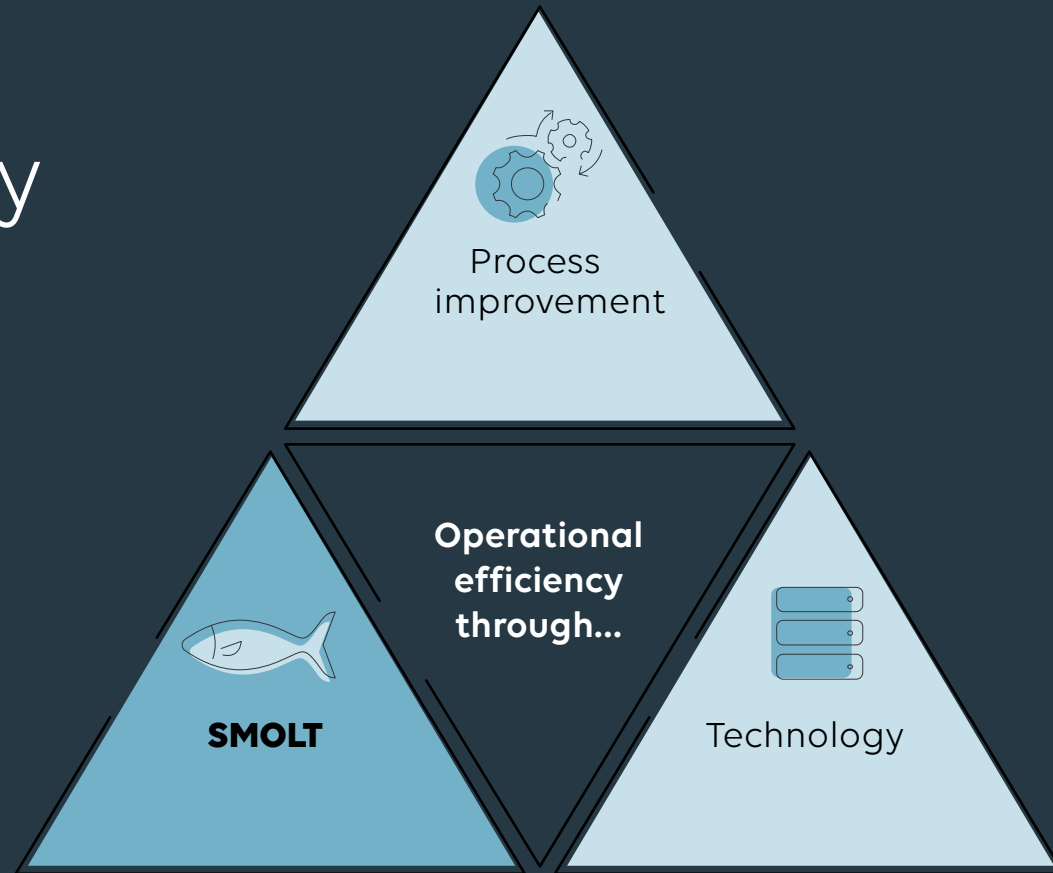 y
Process
improvement
Operational
efficiency
through...
SMOLT
Technology